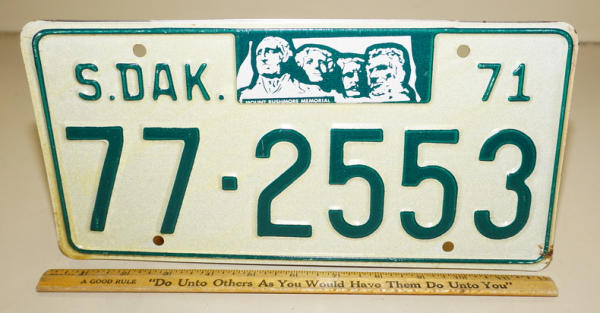 S.DAK. 71
MOUNT RUSHMORE MEMORIAL
77-2553
A GOOD RULE "Do Unto Others As You Would Have Them Do Unto You"